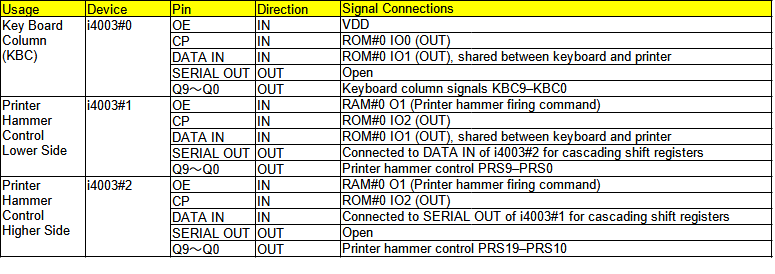 Usage Device Pin Direction Signal Connections
Key Board i4003#0 OE IN VDD
Column CP IN ROM#0 IO0 (OUT)
(KBC) DATA IN IN ROM#0 IO1 (OUT), shared between keyboard and printer
SERIAL OUT OUT Open
Q9～Q0 OUT Keyboard column signals KBC9–KBC0
Printer i4003#1 OE IN RAM#0 O1 (Printer hammer firing command)
Hammer CP IN ROM#0 IO2 (OUT)
Control DATA IN IN ROM#0 IO1 (OUT), shared between keyboard and printer
Lower Side SERIAL OUT OUT Connected to DATA IN of i4003#2 for cascading shift registers
Q9～Q0 OUT Printer hammer control PRS9–PRS0
Printer i4003#2 OE IN RAM#0 O1 (Printer hammer firing command)
Hammer CP IN ROM#0 IO2 (OUT)
Control DATA IN IN Connected to SERIAL OUT of i4003#1 for cascading shift registers
Higher Side SERIAL OUT OUT Open
Q9～Q0 OUT Printer hammer control PRS19–PRS10